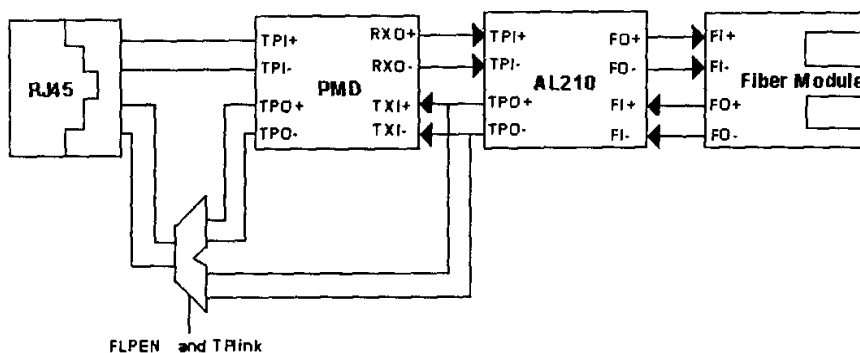 RJ45
TPI+
TPI-
TPO+
TPO-
PMD
RXO+
RXO-
TXI+
TXI-
TPI+
TPI-
TPO+
TPO-
AL210
FO+
FO-
FI+
FI-
FI+
FI-
FO+
FO-
Fiber Module
FLPEN and TPlink